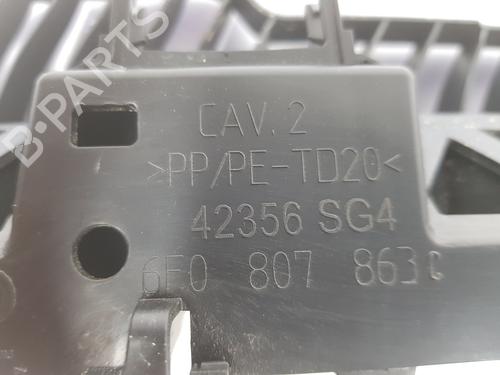 B-PARTS
CAV. 2
>PP/PE-TD20<
42356 SG4
6F0 807 863 C